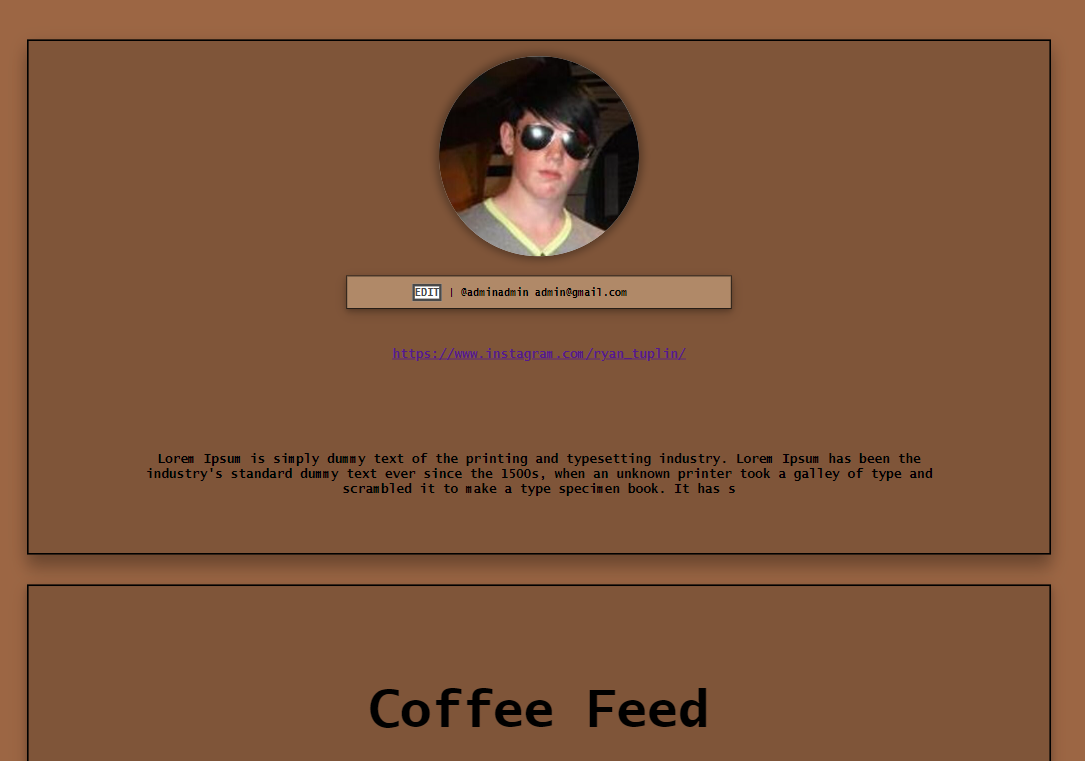 EDIT | @adminadmin admin@gmail.com
https://www.instagram.com/ryan_tuplin/
Lorem Ipsum is simply dummy text of the printing and typesetting industry. Lorem Ipsum has been the
industry's standard dummy text ever since the 1500s, when an unknown printer took a galley of type and
scrambled it to make a type specimen book. It has s
Coffee Feed